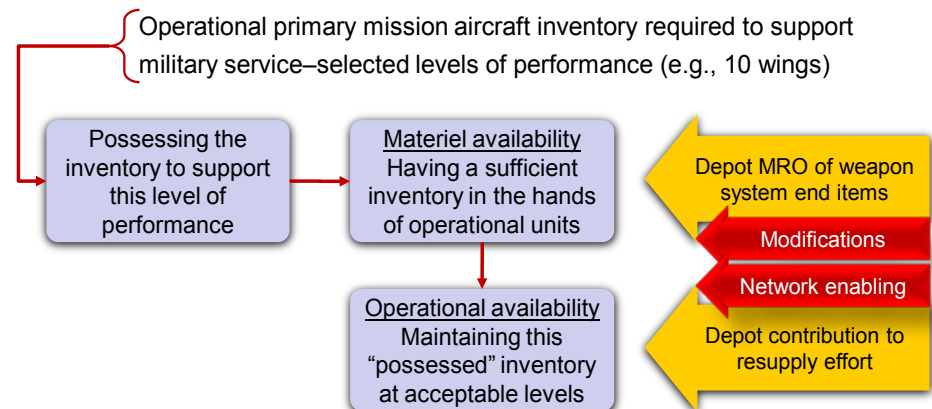 Operational primary mission aircraft inventory required to support
military service–selected levels of performance (e.g., 10 wings)
Possessing the
inventory to support
this level of
performance
Materiel availability
Having a sufficient
inventory in the hands
of operational units
Depot MRO of weapon
system end items
Modifications
Network enabling
Operational availability
Maintaining this
“possessed” inventory
at acceptable levels
Depot contribution to
resupply effort